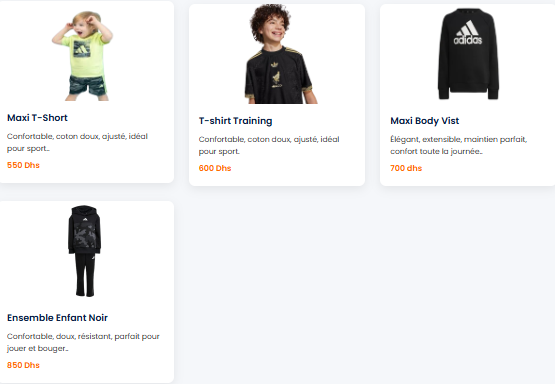 Maxi T-Short
Confortable, coton doux, ajusté, idéal
pour sport..
550 Dhs
adidas
T-shirt Training
Confortable, coton doux, ajusté, idéal
pour sport.
600 Dhs
adidas
Maxi Body Vist
Élégant, extensible, maintien parfait,
confort toute la journée..
700 dhs
Ensemble Enfant Noir
Confortable, doux, résistant, parfait pour
jouer et bouger..
850 Dhs